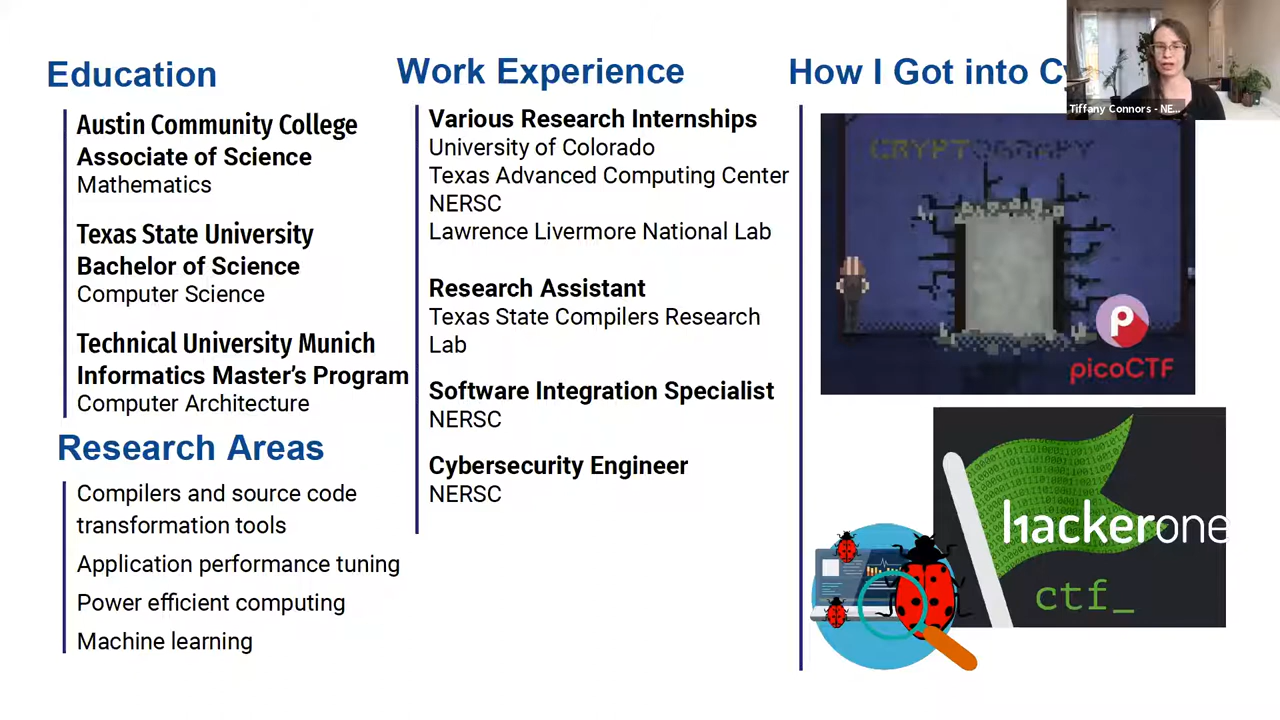 Education
Austin Community College
Associate of Science
Mathematics
Texas State University
Bachelor of Science
Computer Science
Technical University Munich
Informatics Master's Program
Computer Architecture
Research Areas
Compilers and source code
transformation tools
Application performance tuning
Power efficient computing
Machine learning
Work Experience
Various Research Internships
University of Colorado
Texas Advanced Computing Center
NERSC
Lawrence Livermore National Lab
Research Assistant
Texas State Compilers Research
Lab
Software Integration Specialist
NERSC
Cybersecurity Engineer
NERSC
How I Got into Cy
Tiffany Connors - NE...
CRYPTOGRAPHY
p
picoCTF
hackerone
ctf_